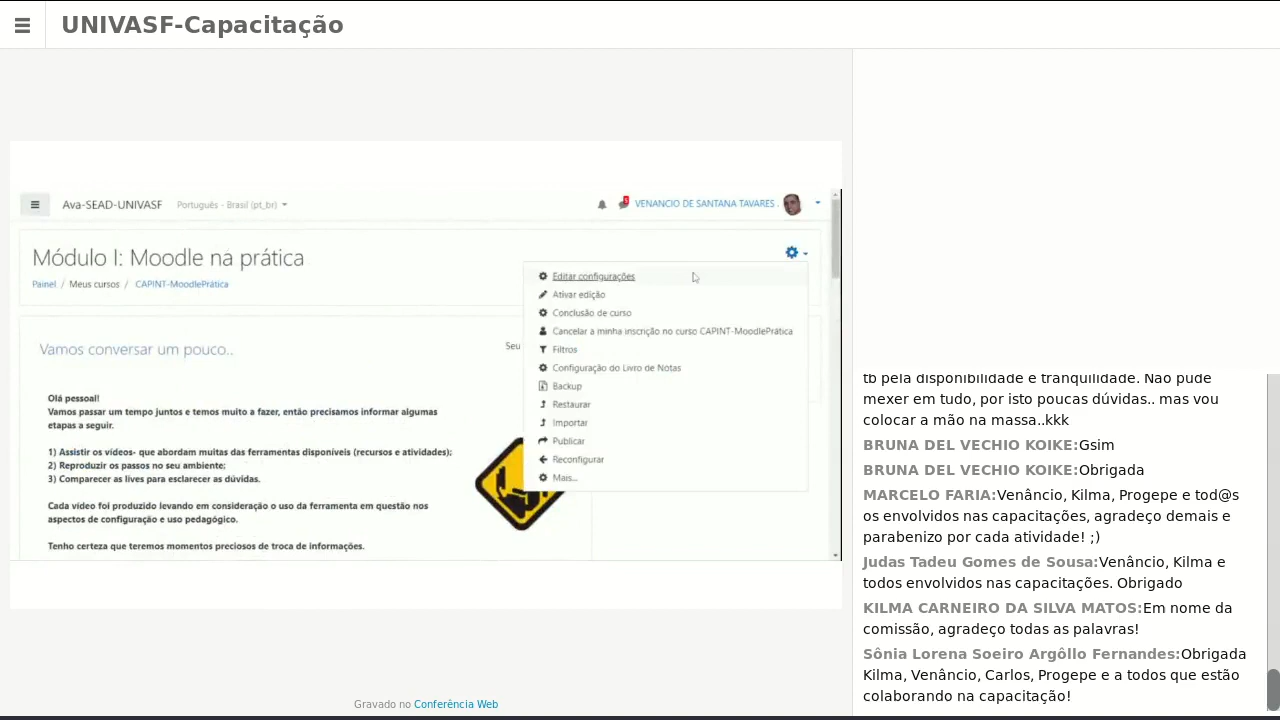 UNIVASF-Capacitação
Ava-SEAD-UNIVASF
Português - Brasil (pt_br)
VENANCIO DE SANTANA TAVARES .
Módulo I: Moodle na prática
Painel / Meus cursos / CAPINT-MoodlePrática
Editar configurações
Ativar edição
Conclusão de curso
Cancelar a minha inscrição no curso CAPINT-MoodlePrática
Filtros
Configuração do Livro de Notas
Backup
Restaurar
Importar
Publicar
Reconfigurar
Mais...
Vamos conversar um pouco..
Seu
Olá pessoal!
Vamos passar um tempo juntos e temos muito a fazer, então precisamos informar algumas
etapas a seguir.
1) Assistir os vídeos- que abordam muitas das ferramentas disponíveis (recursos e atividades);
2) Reproduzir os passos no seu ambiente;
3) Comparecer as lives para esclarecer as dúvidas.
Cada vídeo foi produzido levando em consideração o uso da ferramenta em questão nos
aspectos de configuração e uso pedagógico.
Tenho certeza que teremos momentos preciosos de troca de informações.
Gravado no Conferência Web
tb pela disponibilidade e tranquilidade. Não pude
mexer em tudo, por isto poucas dúvidas.. mas vou
colocar a mão na massa..kkk
BRUNA DEL VECHIO KOIKE:Gsim
BRUNA DEL VECHIO KOIKE:Obrigada
MARCELO FARIA:Venâncio, Kilma, Progepe e tod@s
os envolvidos nas capacitações, agradeço demais e
parabenizo por cada atividade! ;)
Judas Tadeu Gomes de Sousa:Venâncio, Kilma e
todos envolvidos nas capacitações. Obrigado
KILMA CARNEIRO DA SILVA MATOS:Em nome da
comissão, agradeço todas as palavras!
Sônia Lorena Soeiro Argôllo Fernandes:Obrigada
Kilma, Venâncio, Carlos, Progepe e a todos que estão
colaborando na capacitação!